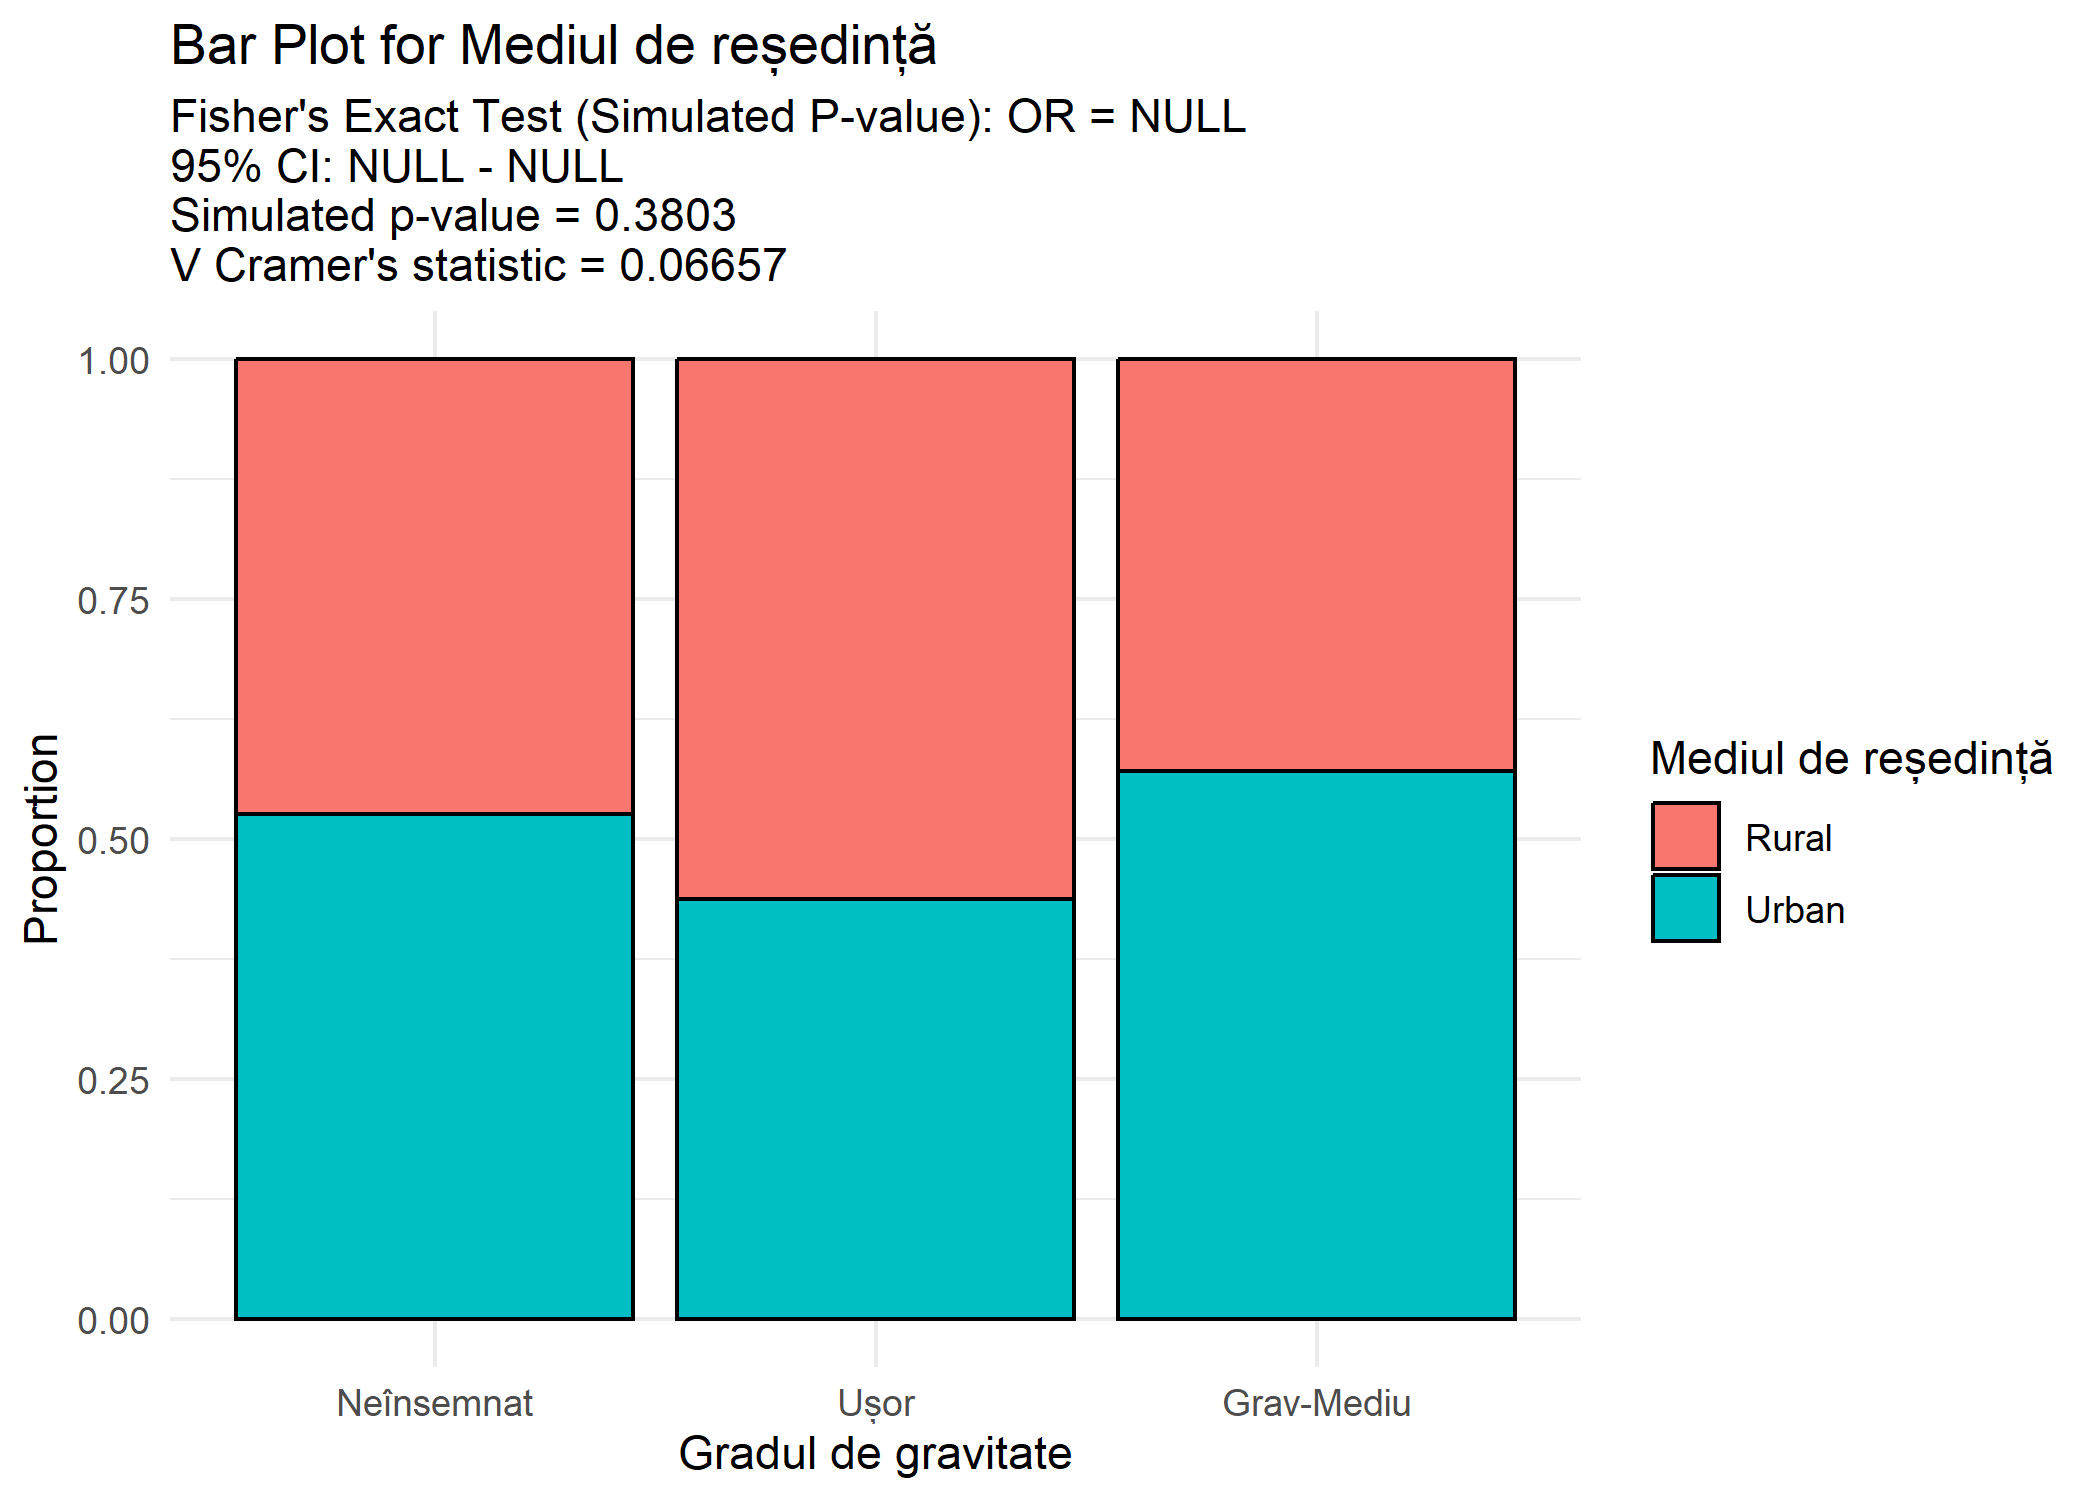 Bar Plot for Mediul de reședință
Fisher's Exact Test (Simulated P-value): OR = NULL
95% CI: NULL - NULL
Simulated p-value = 0.3803
V Cramer's statistic = 0.06657
1.00
0.75
0.50
0.25
0.00
Proportion
Neînsemnat
Ușor
Grav-Mediu
Gradul de gravitate
Mediul de reședință
Rural
Urban